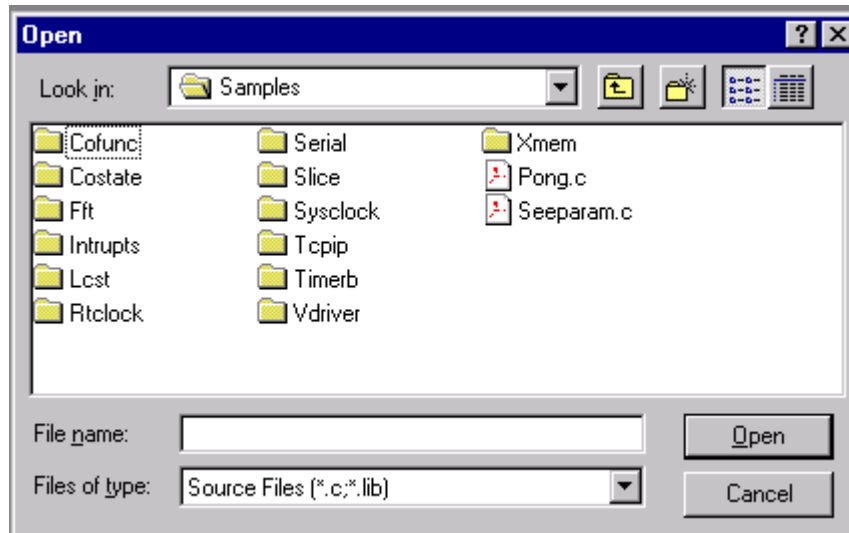 Open
Look in: Samples
Cofunc Serial Xmem
Costate Slice Pong.c
Fft Sysclock Seeparam.c
Intrupts Tcpip
Lcst Timerb
Rtclock Vdriver
File name: Open
Files of type: Source Files (*.c;*.lib) Cancel